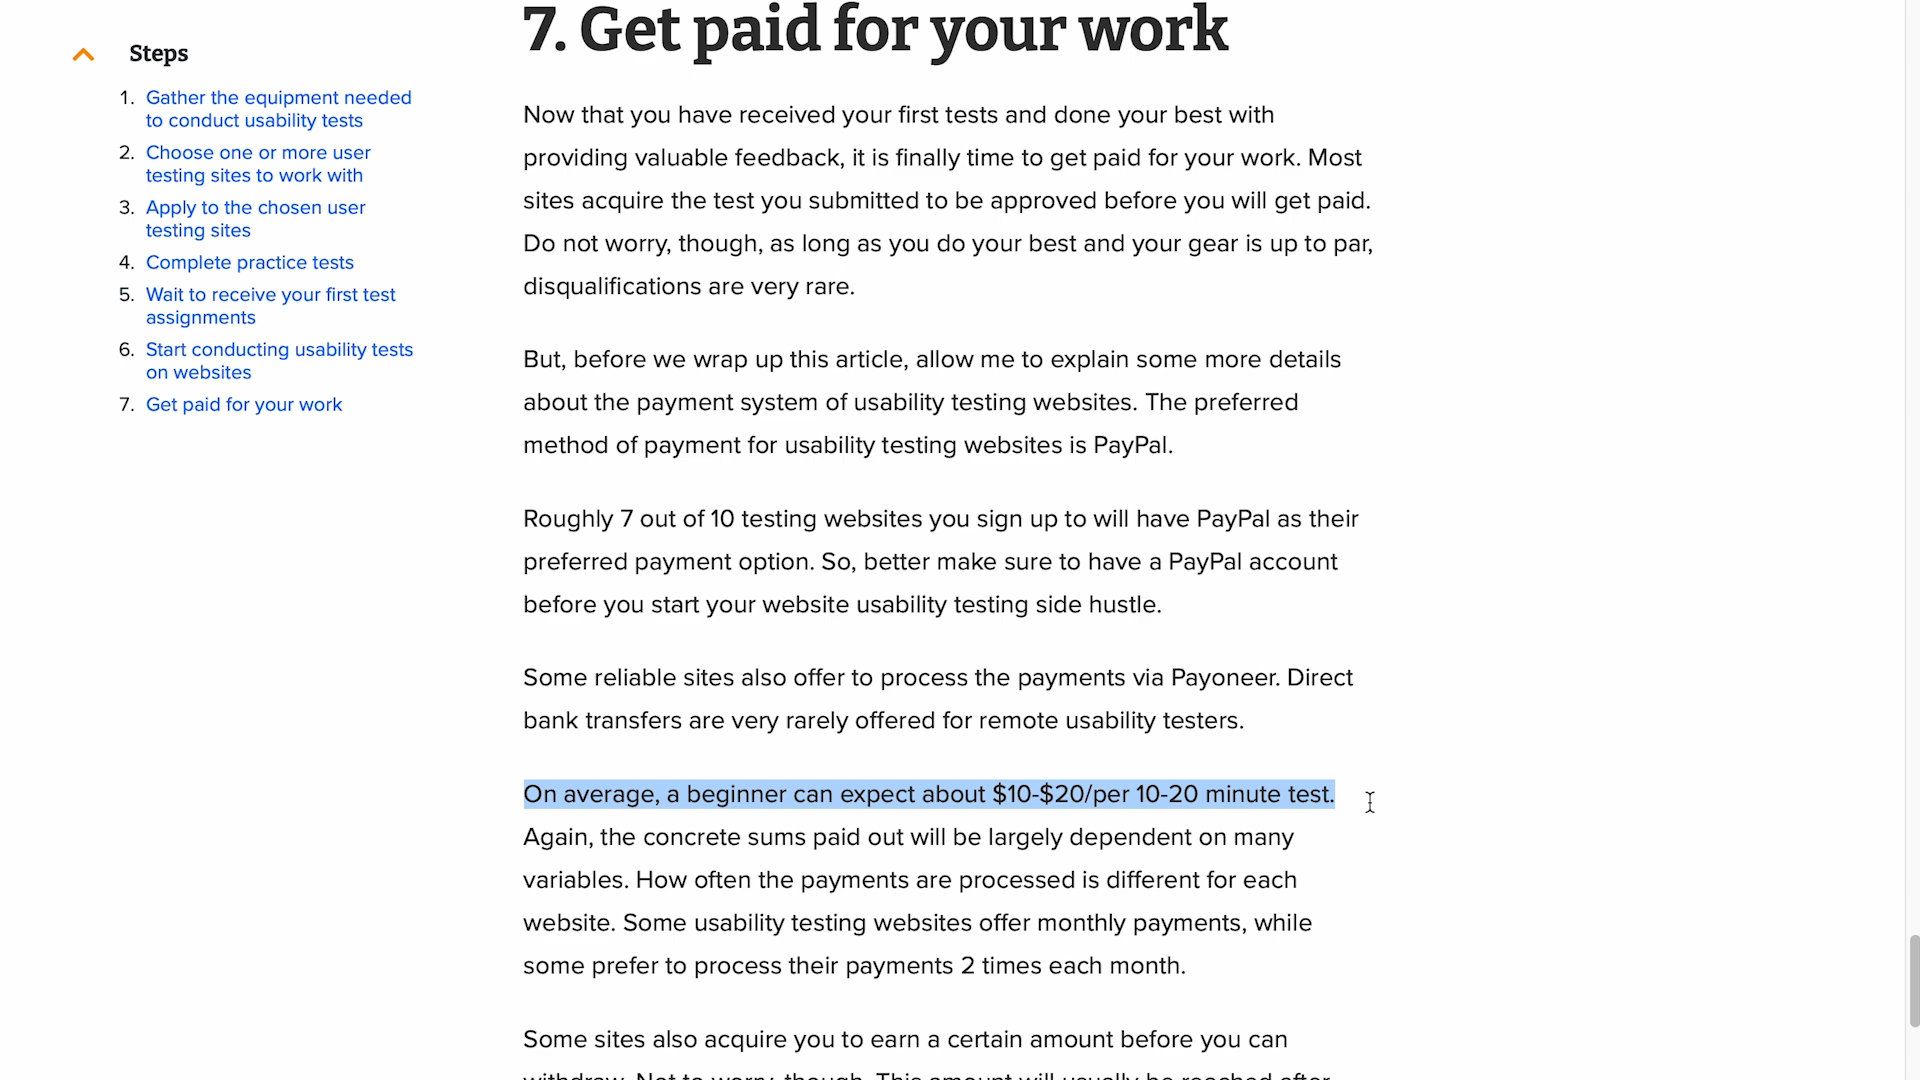 Steps
1. Gather the equipment needed
to conduct usability tests
2. Choose one or more user
testing sites to work with
3. Apply to the chosen user
testing sites
4. Complete practice tests
5. Wait to receive your first test
assignments
6. Start conducting usability tests
on websites
7. Get paid for your work
7. Get paid for your work
Now that you have received your first tests and done your best with
providing valuable feedback, it is finally time to get paid for your work. Most
sites acquire the test you submitted to be approved before you will get paid.
Do not worry, though, as long as you do your best and your gear is up to par,
disqualifications are very rare.
But, before we wrap up this article, allow me to explain some more details
about the payment system of usability testing websites. The preferred
method of payment for usability testing websites is PayPal.
Roughly 7 out of 10 testing websites you sign up to will have PayPal as their
preferred payment option. So, better make sure to have a PayPal account
before you start your website usability testing side hustle.
Some reliable sites also offer to process the payments via Payoneer. Direct
bank transfers are very rarely offered for remote usability testers.
On average, a beginner can expect about $10-$20/per 10-20 minute test.
Again, the concrete sums paid out will be largely dependent on many
variables. How often the payments are processed is different for each
website. Some usability testing websites offer monthly payments, while
some prefer to process their payments 2 times each month.
Some sites also acquire you to earn a certain amount before you can
withdraw. Not to worry, though. This amount will usually be reached after